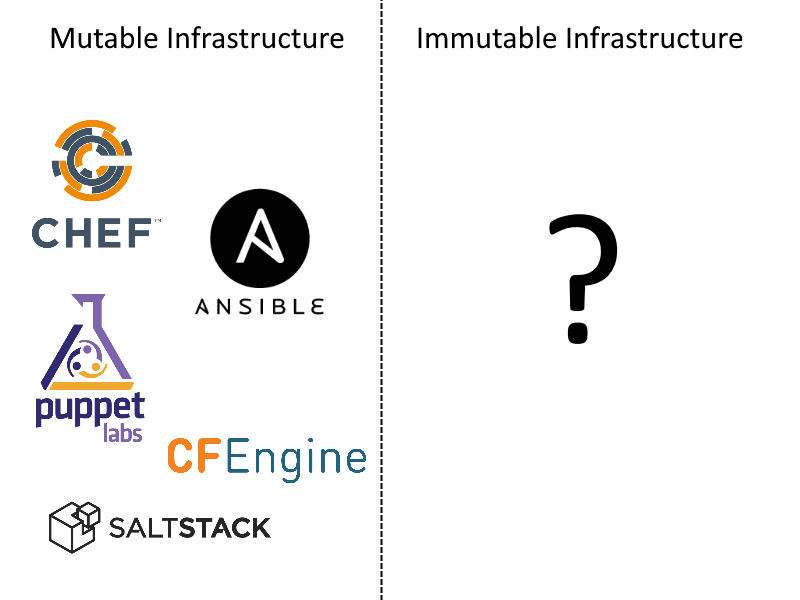 Mutable Infrastructure
Immutable Infrastructure
CHEF™
ANSIBLE
?
puppet
labs
CFEngine
SALTSTACK